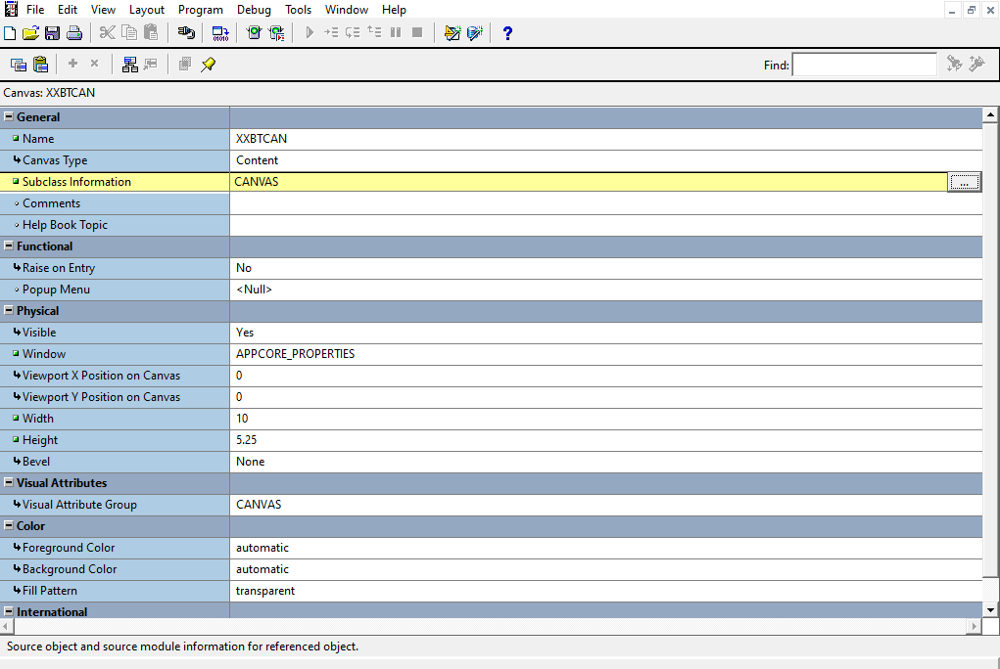 File Edit View Layout Program Debug Tools Window Help
Find:
Canvas: XXBTCAN
General
Name XXBTCAN
Canvas Type Content
Subclass Information CANVAS ...
Comments
Help Book Topic
Functional
Raise on Entry No
Popup Menu <Null>
Physical
Visible Yes
Window APPCORE_PROPERTIES
Viewport X Position on Canvas 0
Viewport Y Position on Canvas 0
Width 10
Height 5.25
Bevel None
Visual Attributes
Visual Attribute Group CANVAS
Color
Foreground Color automatic
Background Color automatic
Fill Pattern transparent
International
Source object and source module information for referenced object.